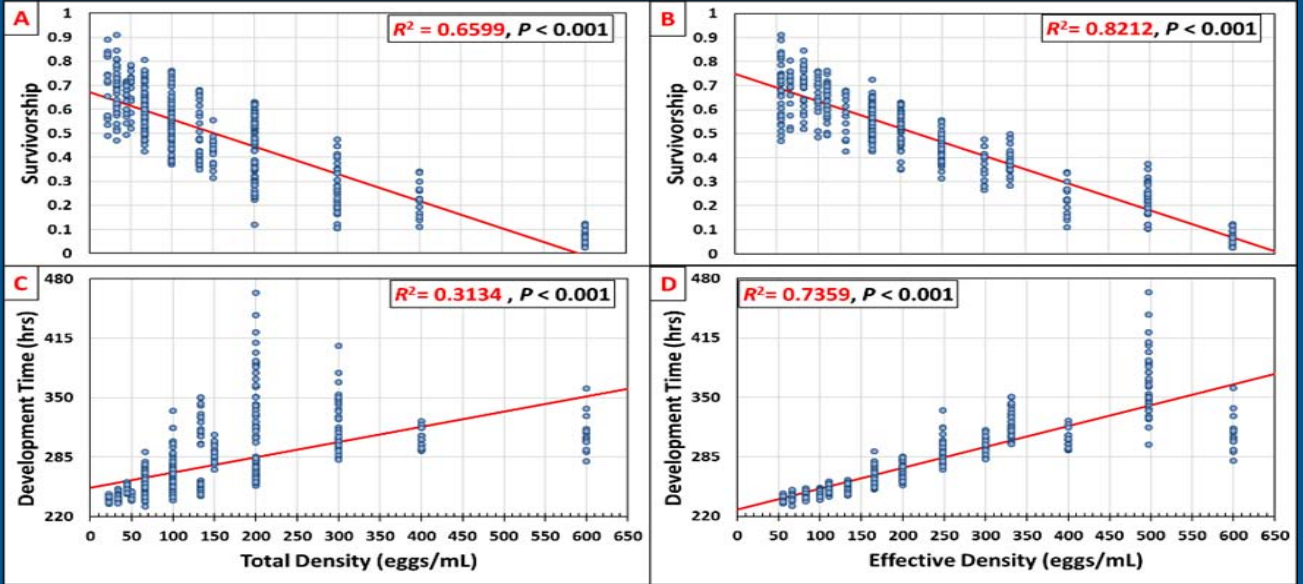 A
R² = 0.6599, P < 0.001
Survivorship
1
0.9
0.8
0.7
0.6
0.5
0.4
0.3
0.2
0.1
0
B
R²= 0.8212, P < 0.001
Survivorship
1
0.9
0.8
0.7
0.6
0.5
0.4
0.3
0.2
0.1
0
C
R²= 0.3134 , P < 0.001
Development Time (hrs)
480
415
350
285
220
0 50 100 150 200 250 300 350 400 450 500 550 600 650
Total Density (eggs/mL)
D
R²= 0.7359, P < 0.001
Development Time (hrs)
480
415
350
285
220
0 50 100 150 200 250 300 350 400 450 500 550 600 650
Effective Density (eggs/mL)